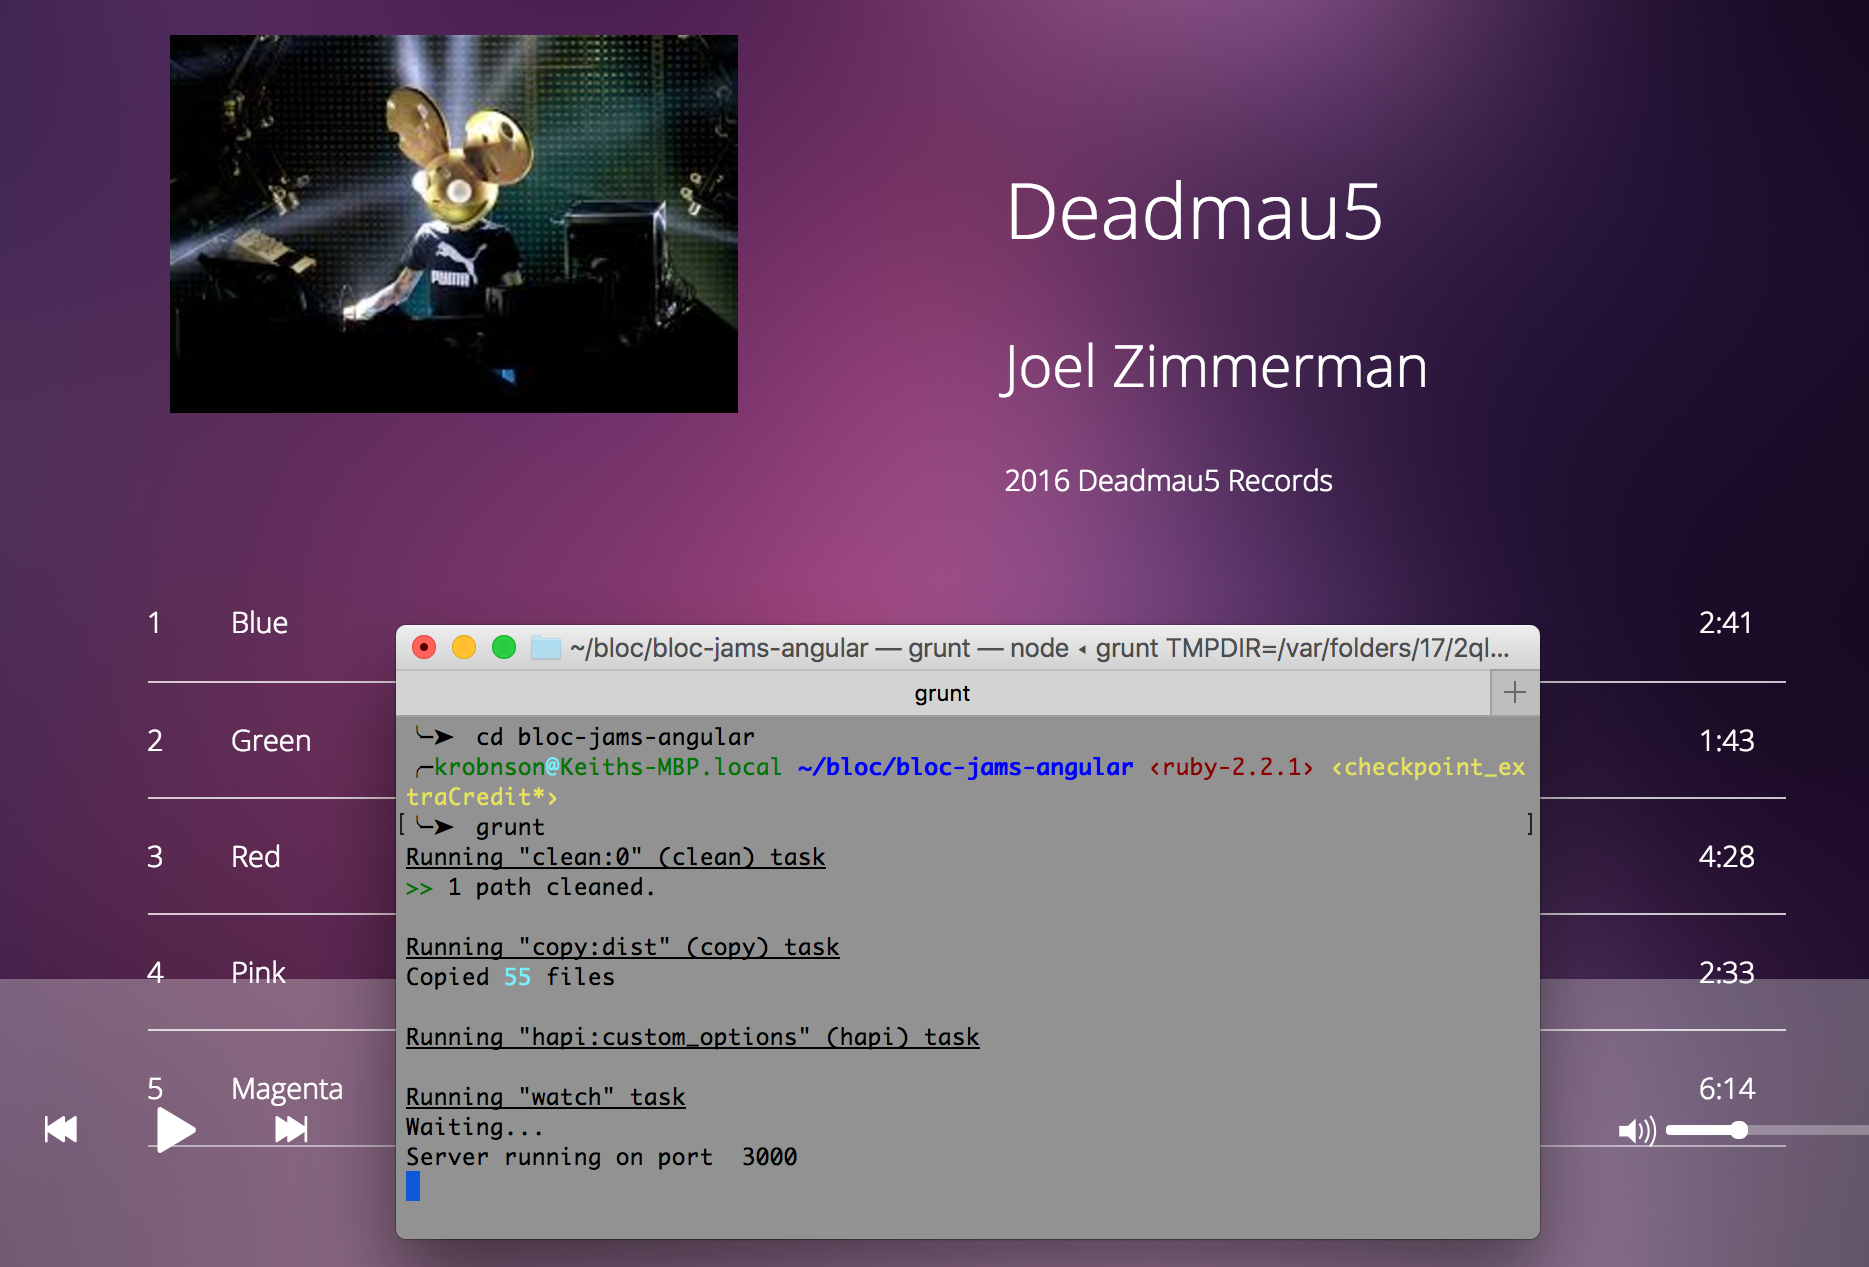 PUMA
Deadmau5
Joel Zimmerman
2016 Deadmau5 Records
1 Blue 2:41
2 Green 1:43
3 Red 4:28
4 Pink 2:33
5 Magenta 6:14
~/bloc/bloc-jams-angular — grunt — node ◂ grunt TMPDIR=/var/folders/17/2ql...
grunt
╰─➤  cd bloc-jams-angular
╭─krobnson@Keiths-MBP.local ~/bloc/bloc-jams-angular ‹ruby-2.2.1› ‹checkpoint_ex
traCredit*›
[╰─➤  grunt ]
Running "clean:0" (clean) task
>> 1 path cleaned.
Running "copy:dist" (copy) task
Copied 55 files
Running "hapi:custom_options" (hapi) task
Running "watch" task
Waiting...
Server running on port  3000